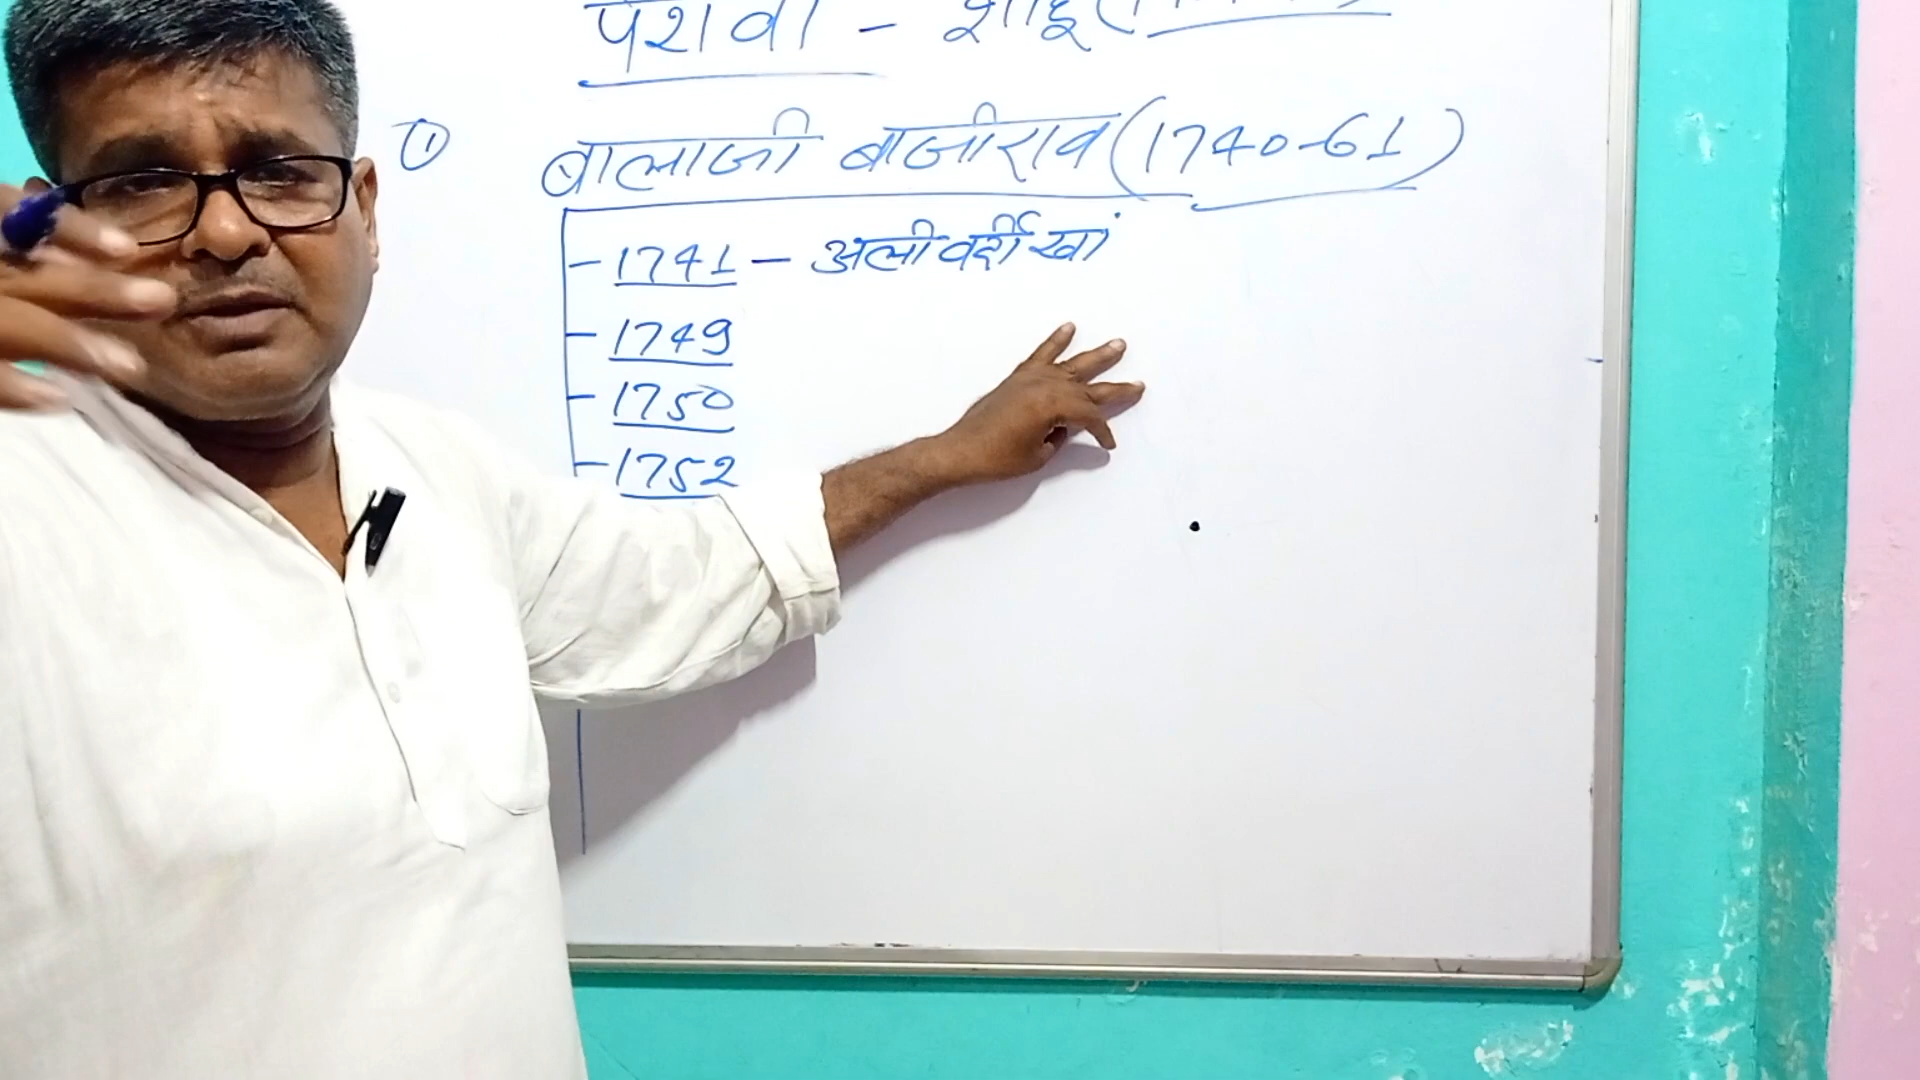 पेशवा - शाहू (
① बालाजी बाजीराव (1740-61)
- 1741 - अलीवर्दी खां
- 1749
- 1750
- 1752